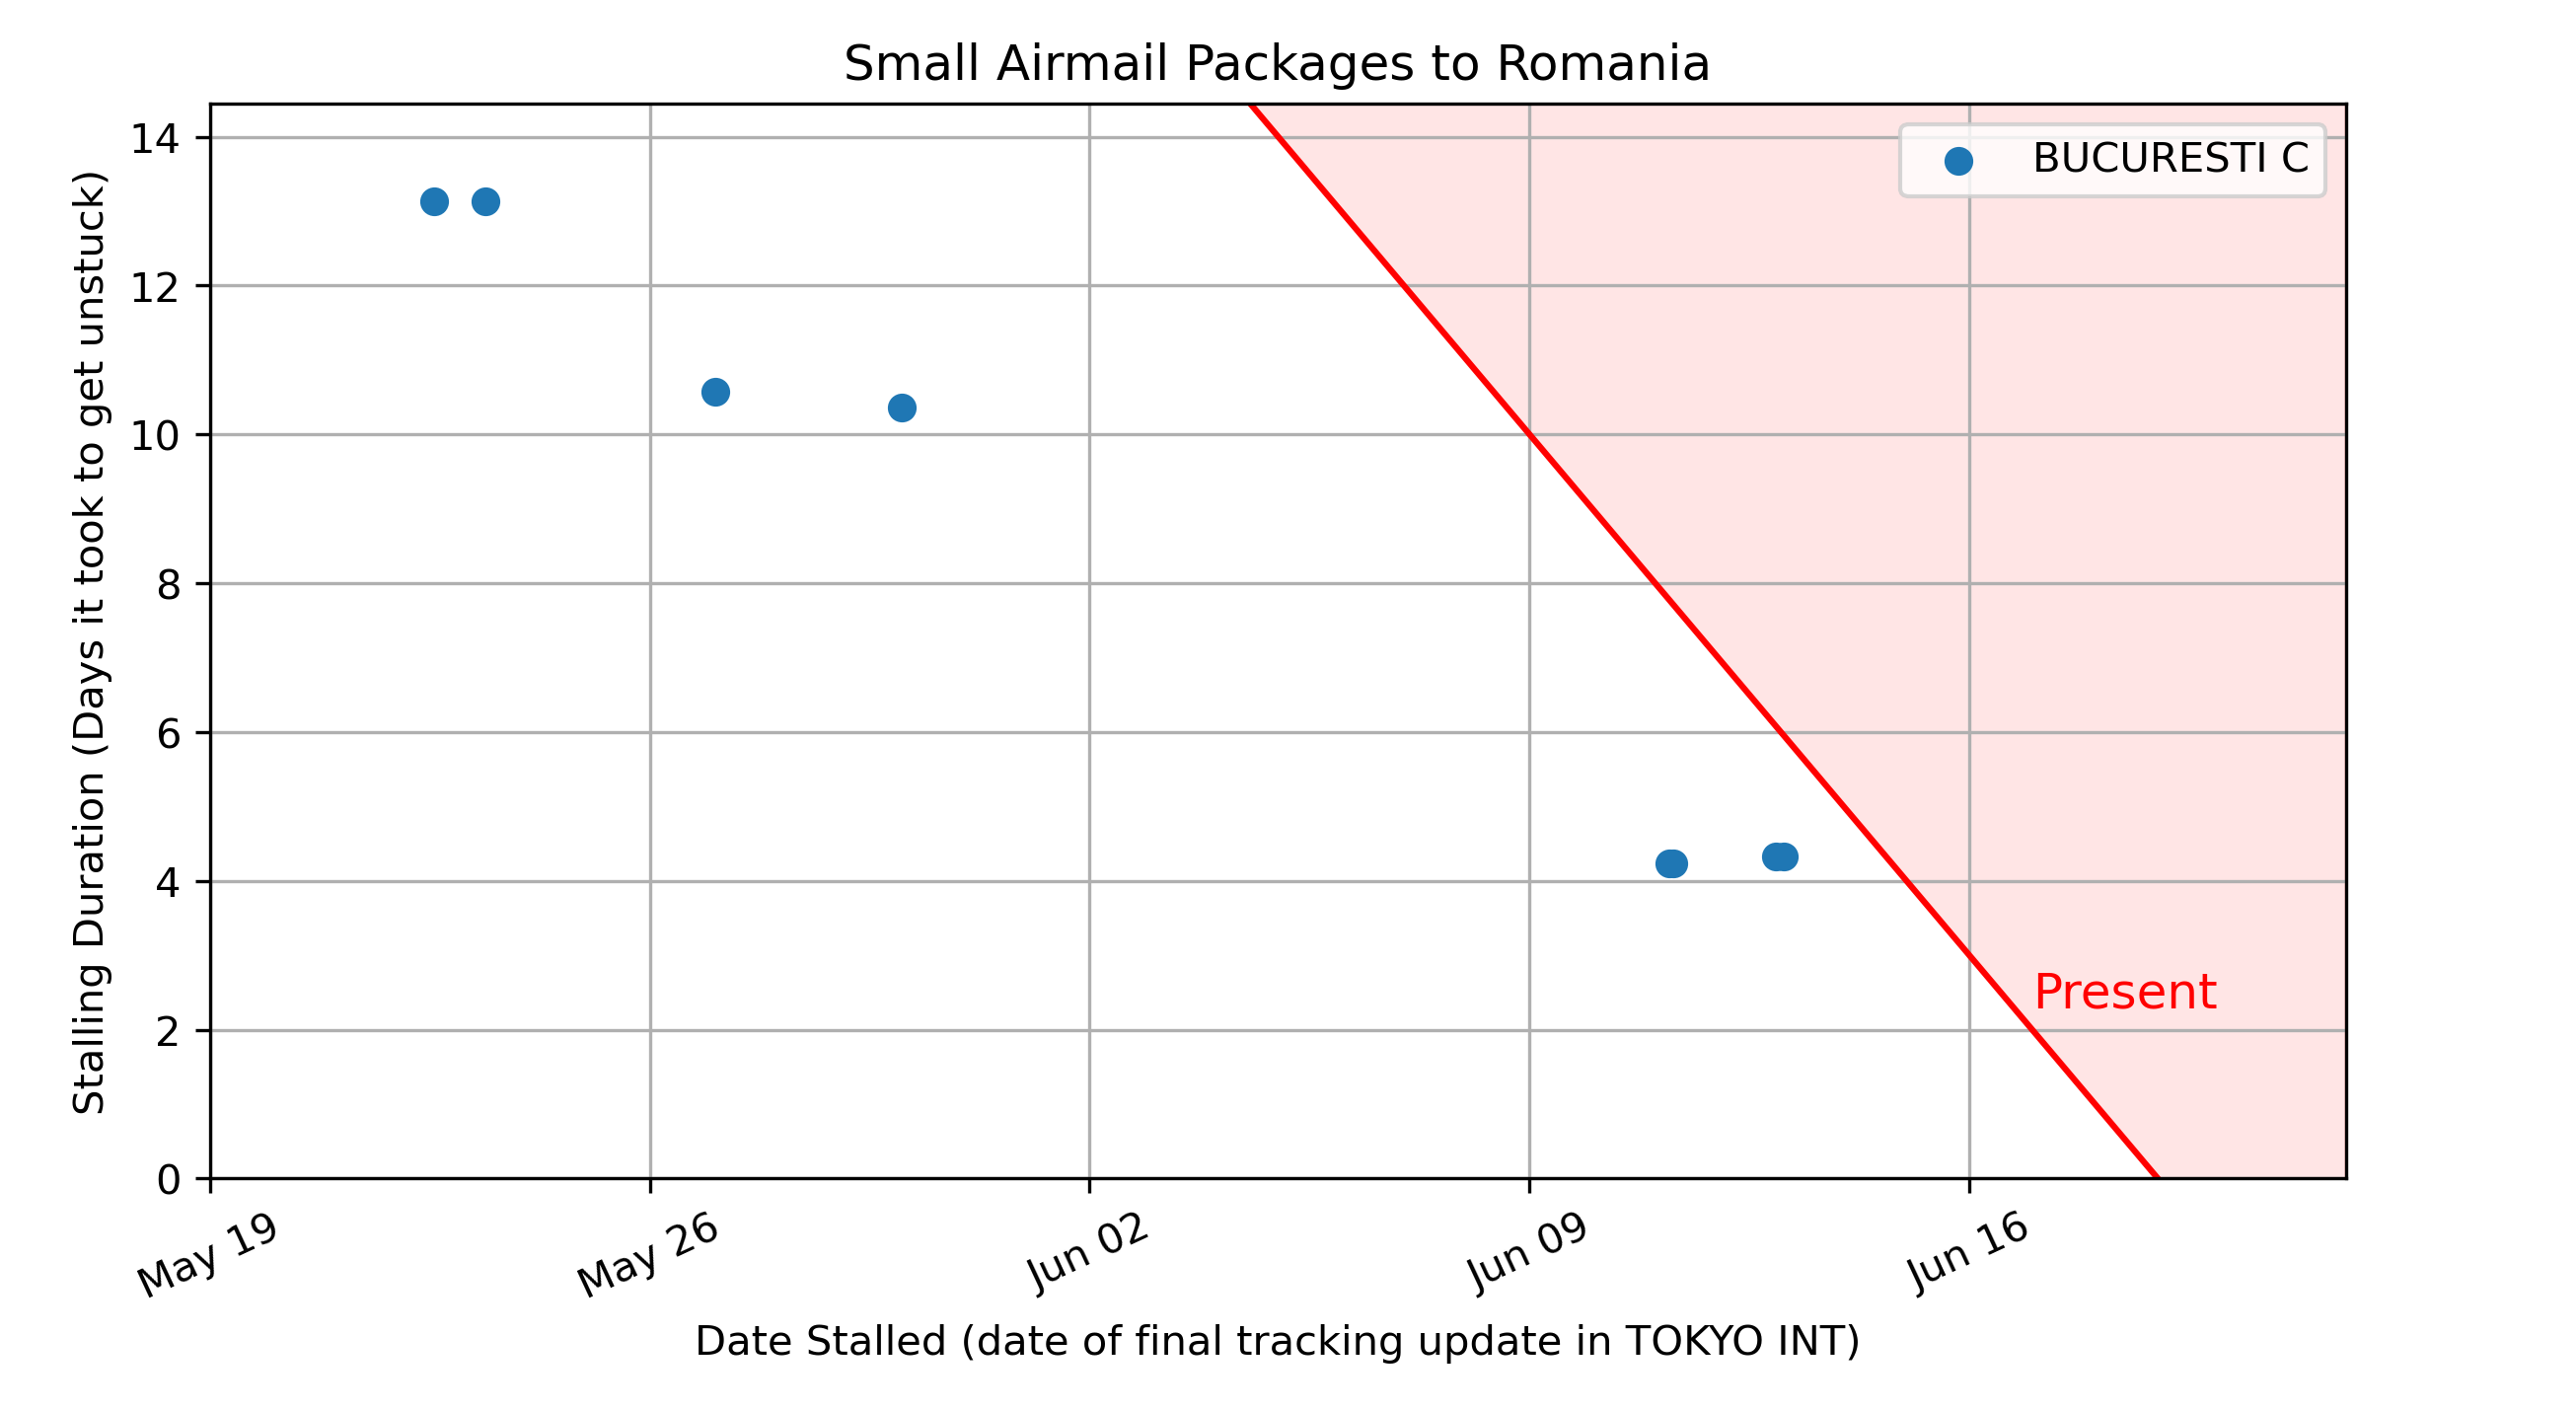 Small Airmail Packages to Romania
BUCURESTI C
Stalling Duration (Days it took to get unstuck)
14
12
10
8
6
4
2
0
Present
May 19
May 26
Jun 02
Jun 09
Jun 16
Date Stalled (date of final tracking update in TOKYO INT)